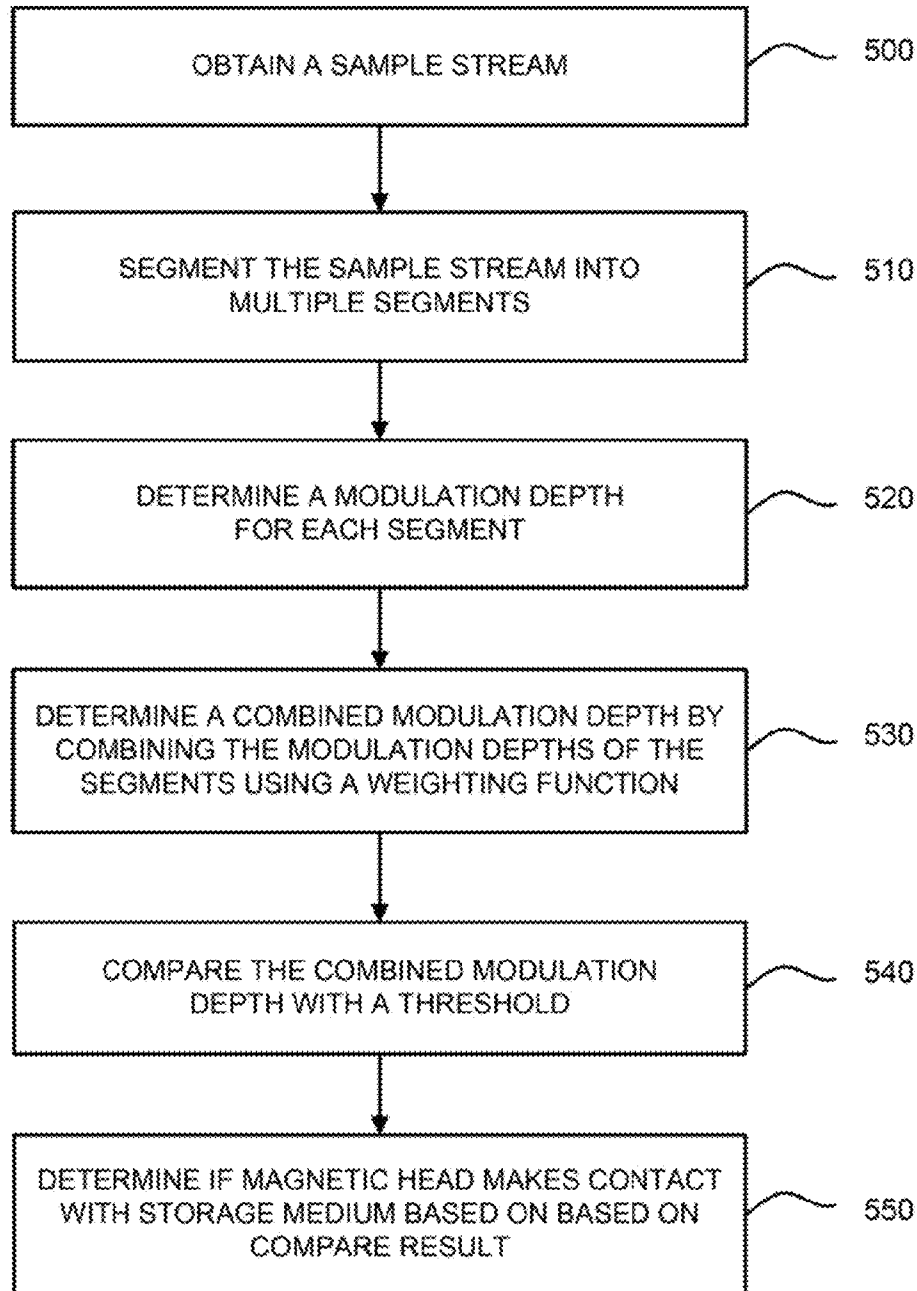 OBTAIN A SAMPLE STREAM
500
SEGMENT THE SAMPLE STREAM INTO
MULTIPLE SEGMENTS
510
DETERMINE A MODULATION DEPTH
FOR EACH SEGMENT
520
DETERMINE A COMBINED MODULATION DEPTH BY
COMBINING THE MODULATION DEPTHS OF THE
SEGMENTS USING A WEIGHTING FUNCTION
530
COMPARE THE COMBINED MODULATION
DEPTH WITH A THRESHOLD
540
DETERMINE IF MAGNETIC HEAD MAKES CONTACT
WITH STORAGE MEDIUM BASED ON BASED ON
COMPARE RESULT
550